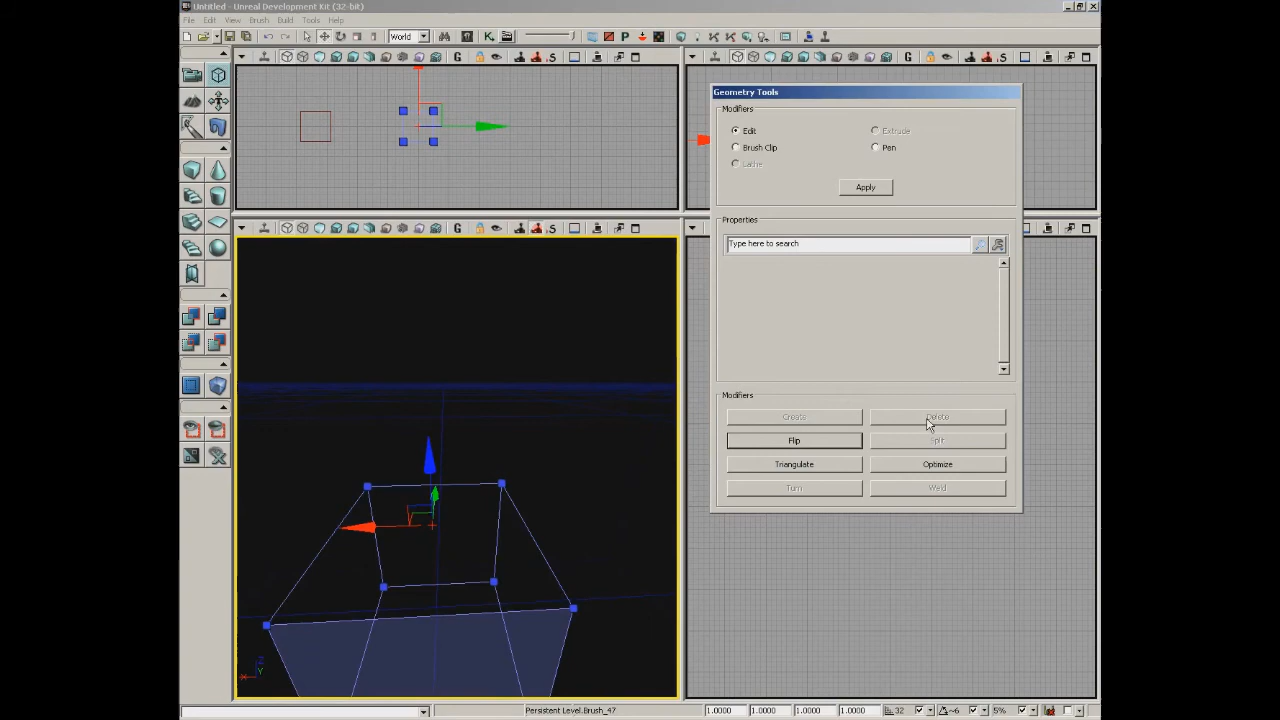 Untitled - Unreal Development Kit (32-bit)
File Edit View Brush Build Tools Help
World
G
S
G
S
Geometry Tools
Modifiers
Edit
Extrude
Brush Clip
Pen
Lathe
Apply
Properties
Type here to search
Modifiers
Create
Delete
Flip
Split
Triangulate
Optimize
Turn
Weld
Z
Y
X
Persistent Level.Brush_47
1.0000
1.0000
1.0000
1.0000
32
~6
5%